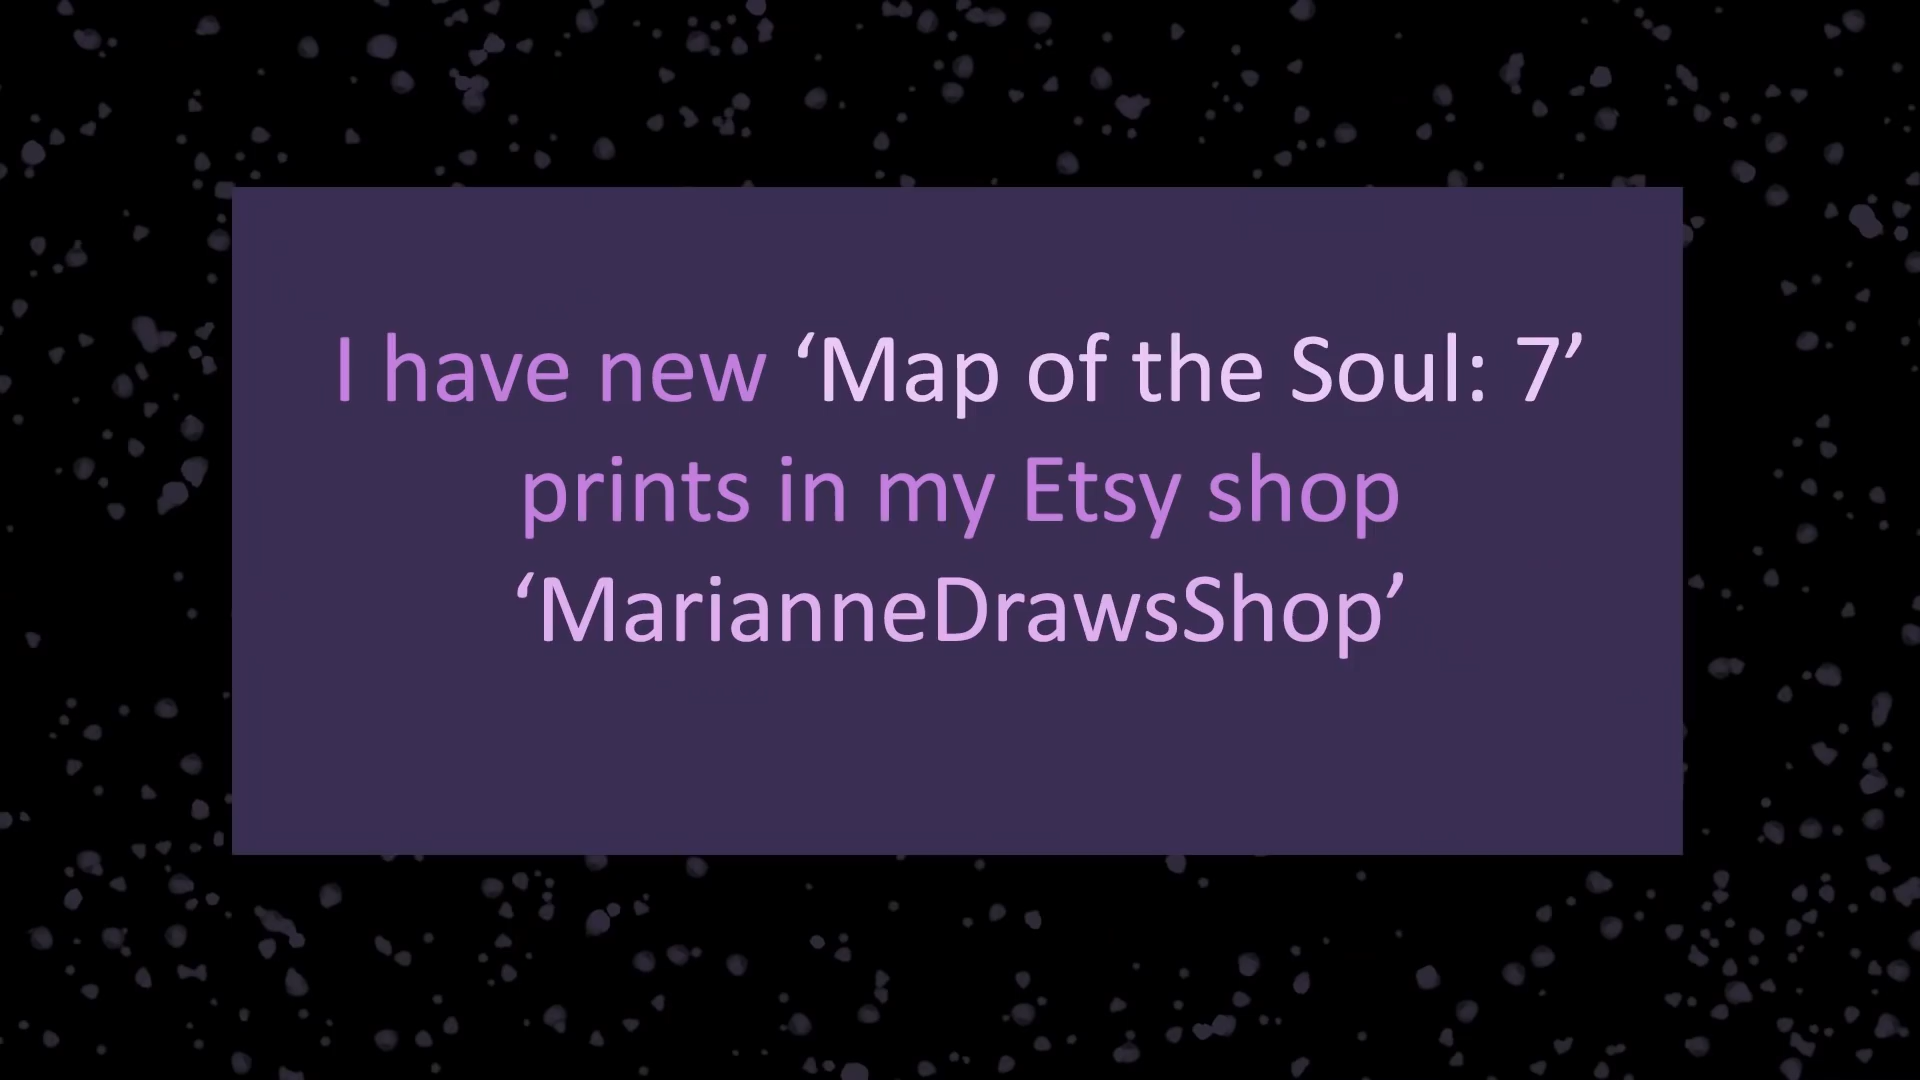 I have new ‘Map of the Soul: 7’
prints in my Etsy shop
‘MarianneDrawsShop’